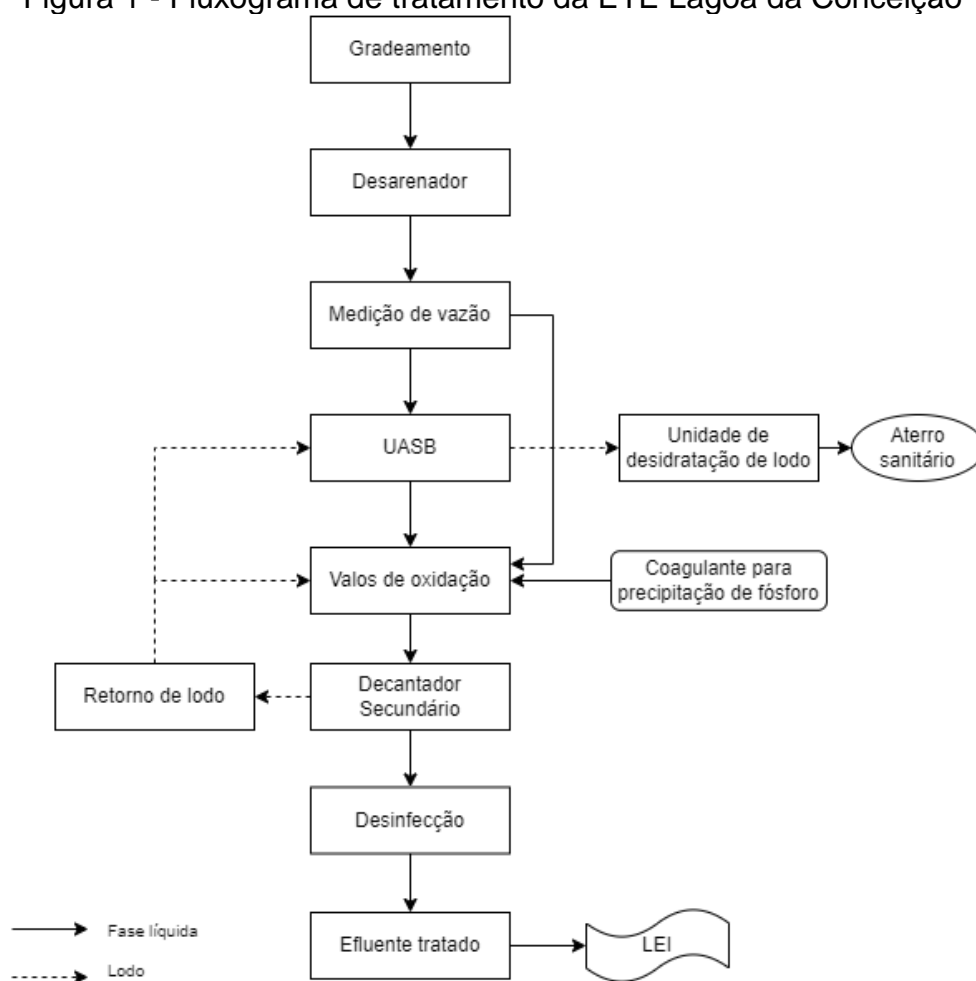 Figura 1 - Fluxograma de tratamento da ETE Lagoa da Conceição
Gradeamento
Desarenador
Medição de vazão
UASB
Unidade de
desidratação de lodo
Aterro
sanitário
Valos de oxidação
Coagulante para
precipitação de fósforo
Retorno de lodo
Decantador
Secundário
Desinfecção
Fase líquida
Efluente tratado
LEI
Lodo